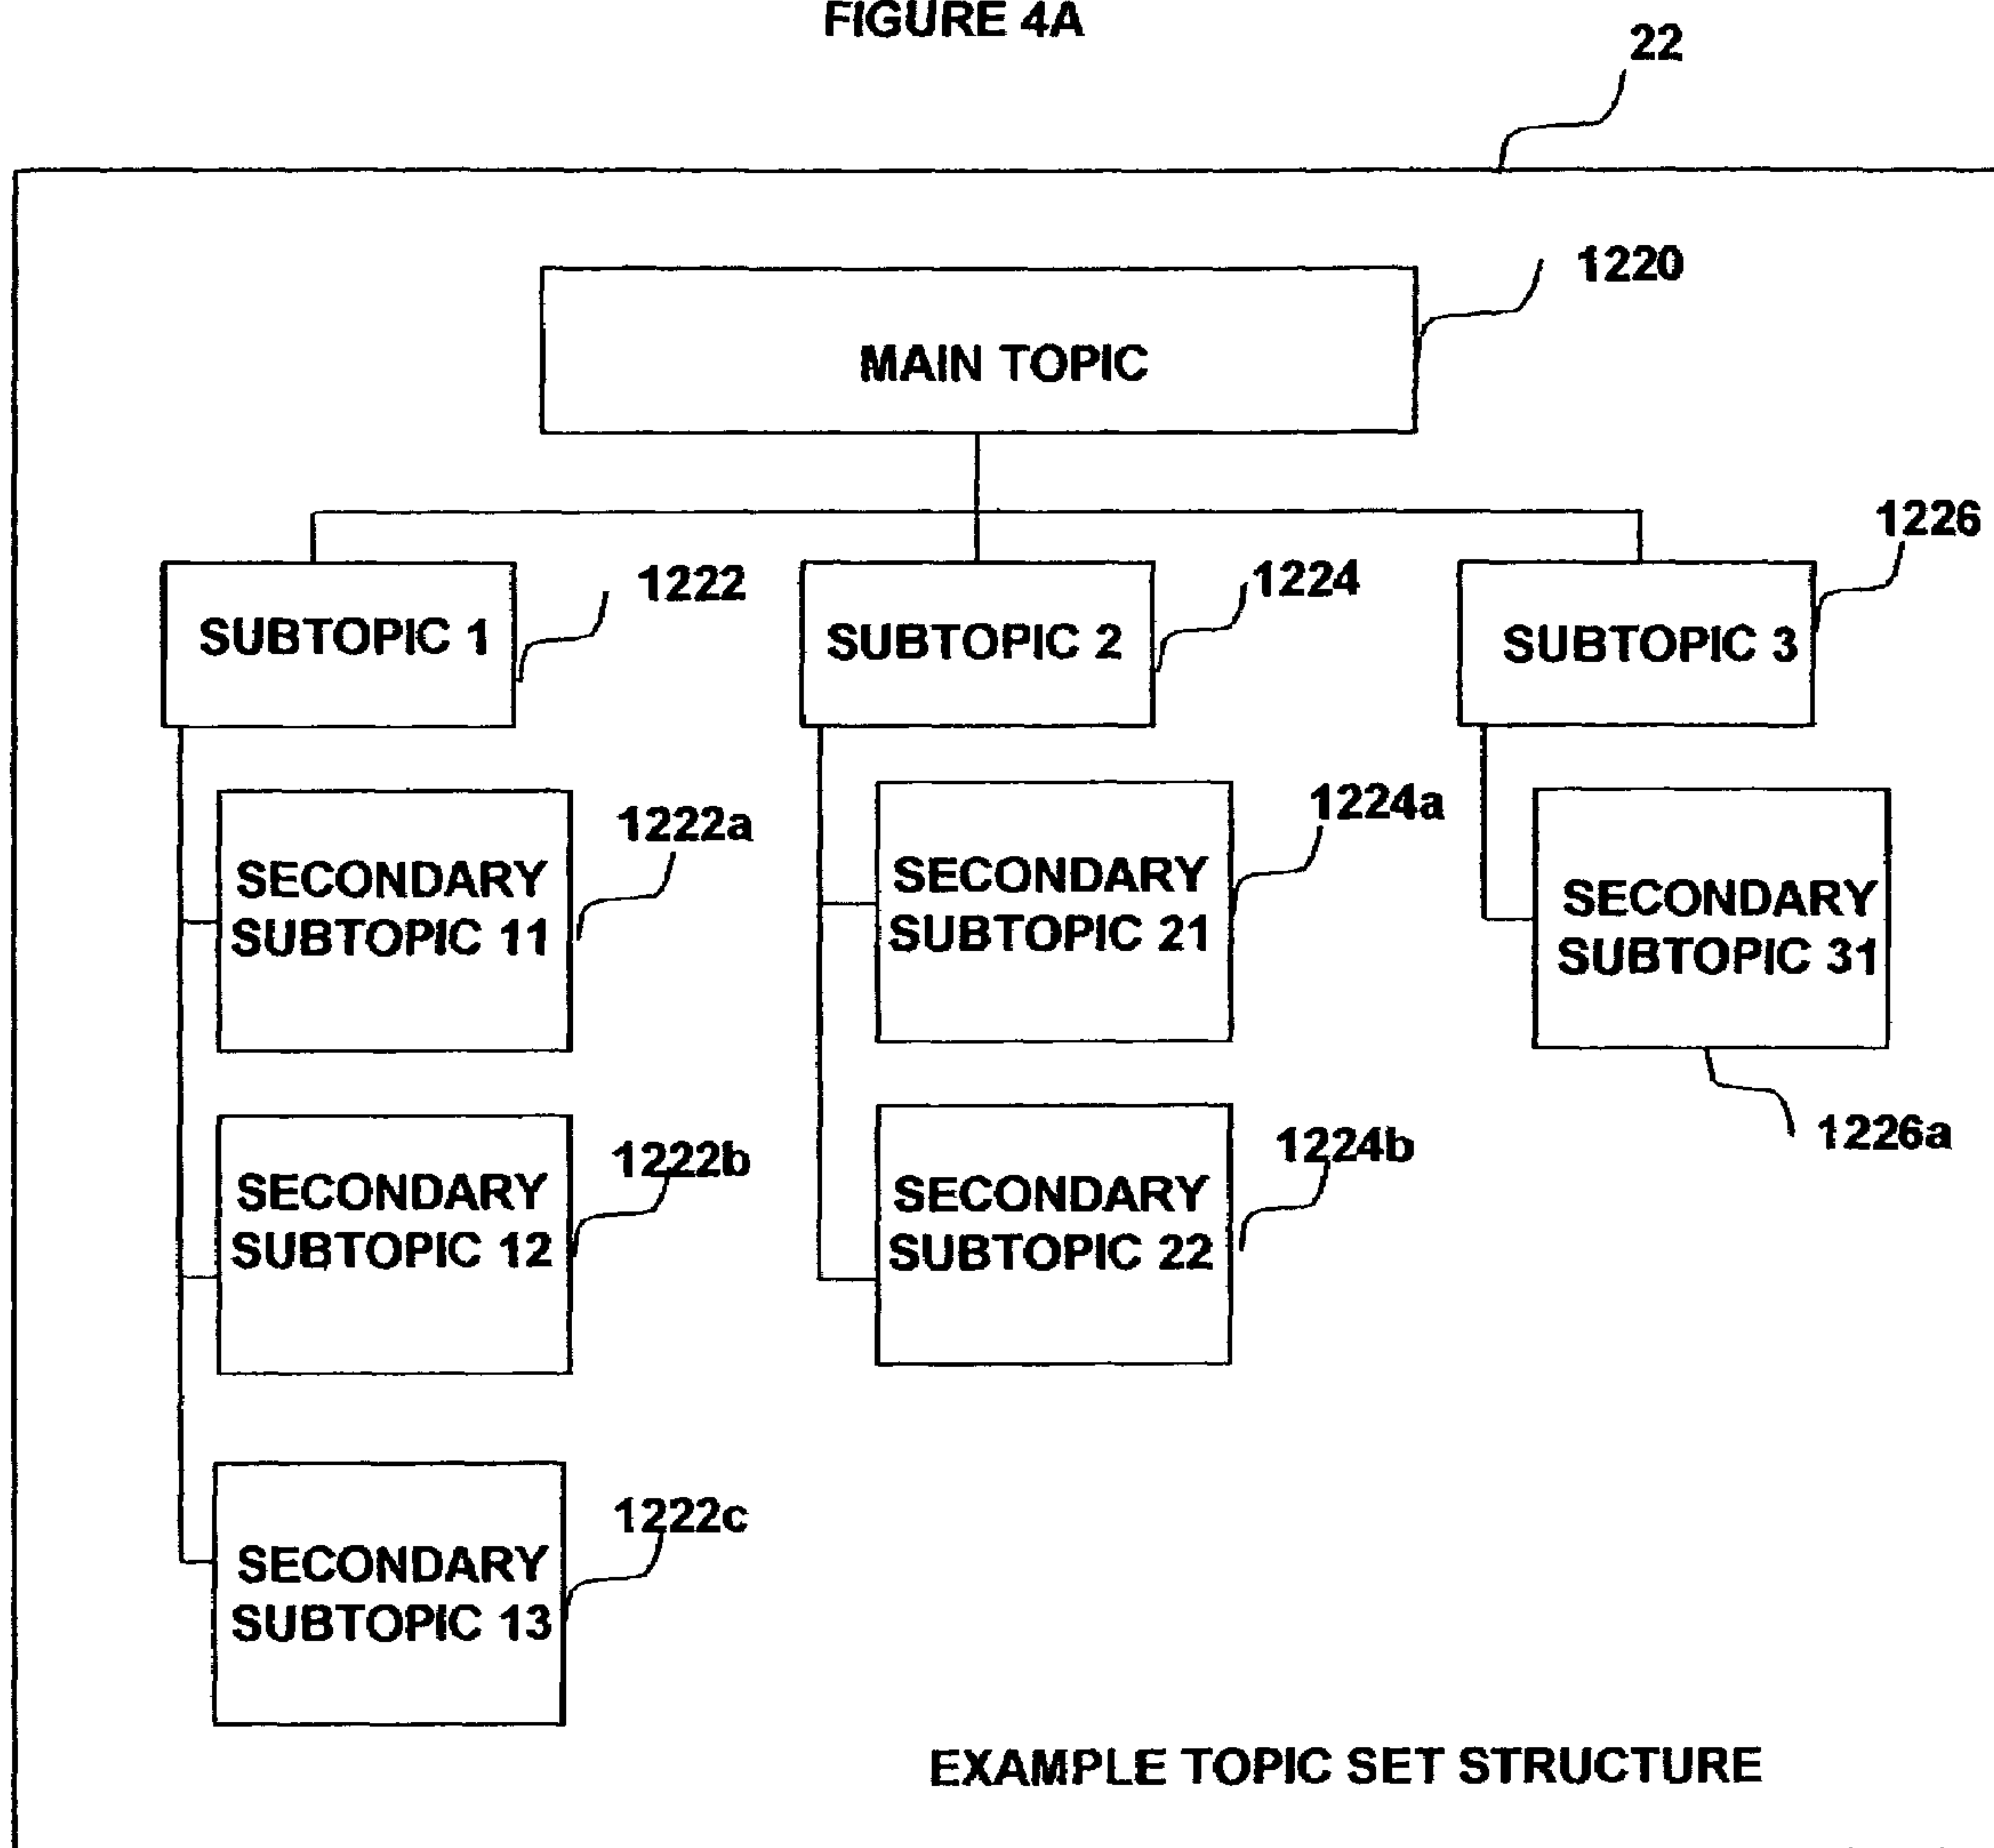 FIGURE 4A
22
1220
MAIN TOPIC
1226
1222
1224
SUBTOPIC 1
SUBTOPIC 2
SUBTOPIC 3
1222a
1224a
SECONDARY
SUBTOPIC 11
SECONDARY
SUBTOPIC 21
SECONDARY
SUBTOPIC 31
1226a
1222b
1224b
SECONDARY
SUBTOPIC 12
SECONDARY
SUBTOPIC 22
1222c
SECONDARY
SUBTOPIC 13
EXAMPLE TOPIC SET STRUCTURE